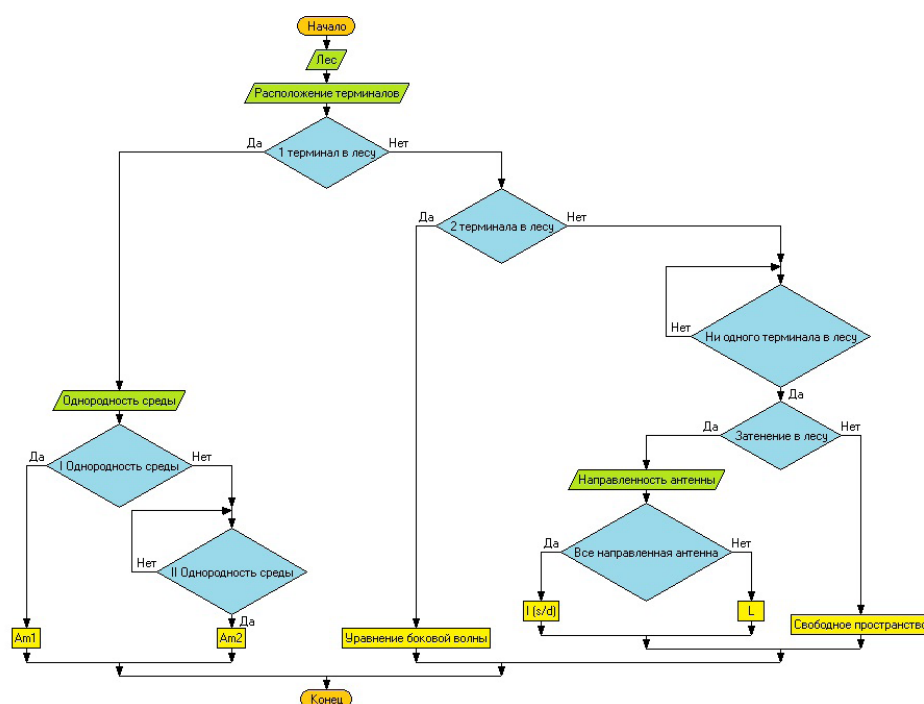 Начало
Лес
Расположение терминалов
Да
Нет
1 терминал в лесу
Да
Нет
2 терминала в лесу
Нет
Ни одного терминала в лесу
Да
Однородность среды
Да
Нет
Затенение в лесу
Да
Нет
I Однородность среды
Направленность антенны
Да
Нет
Все направленная антенна
Нет
II Однородность среды
Да
Am1
Am2
Уравнение боковой волны
I (s/d)
L
Свободное пространство
Конец